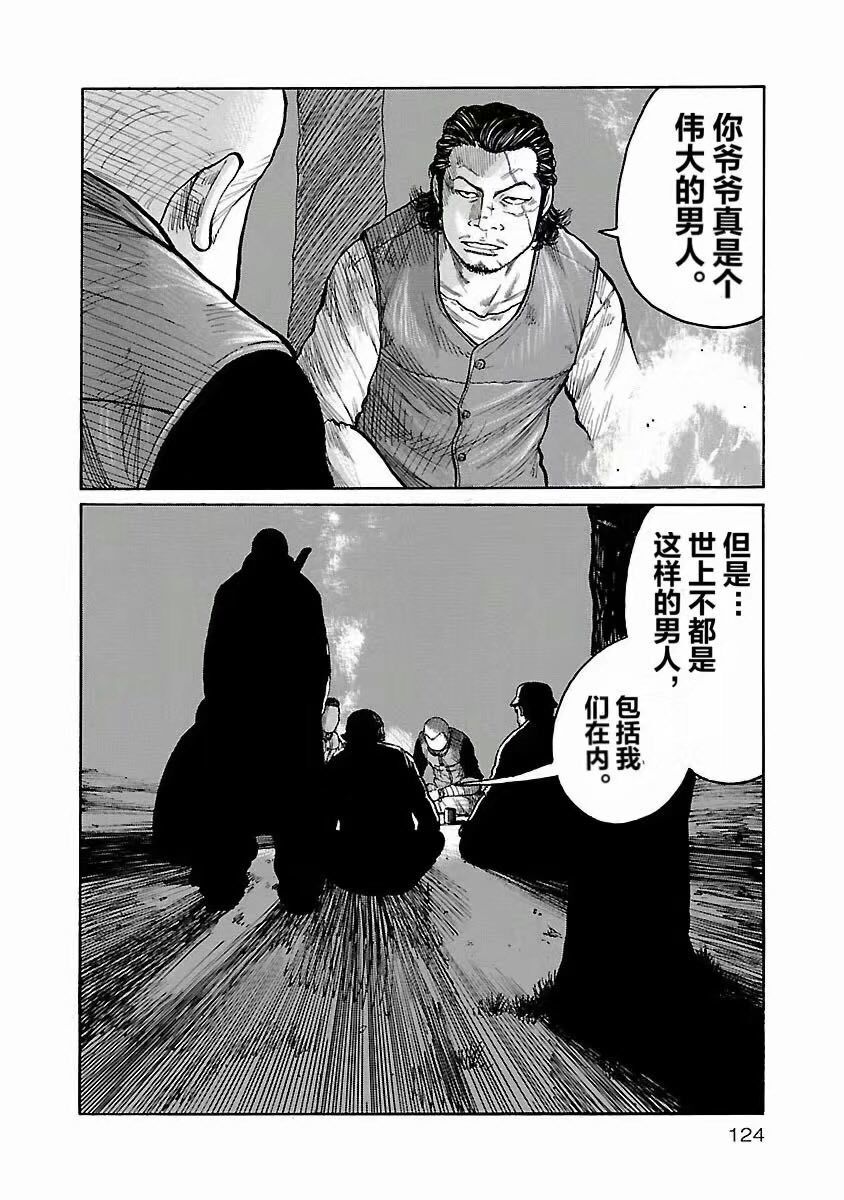 你爷爷真是个
伟大的男人。
但是…
世上不都是
这样的男人，
包括我
们在内。
124